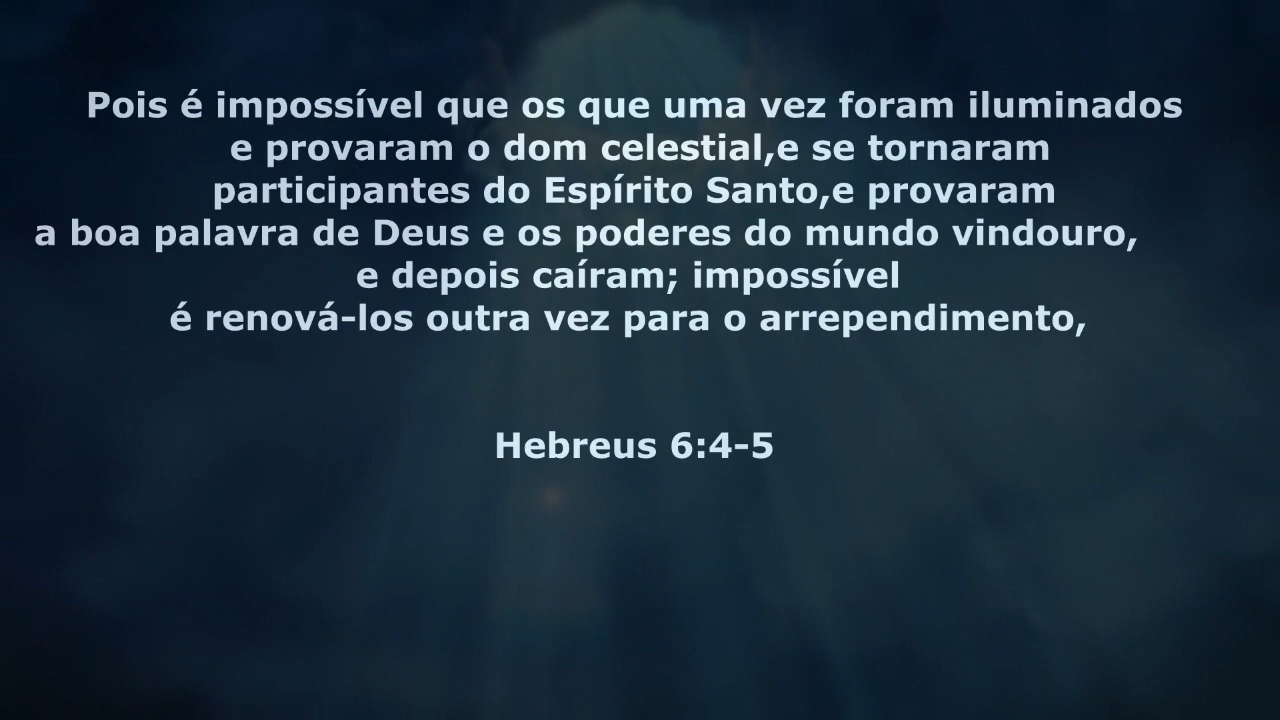 Pois é impossível que os que uma vez foram iluminados
e provaram o dom celestial,e se tornaram
participantes do Espírito Santo,e provaram
a boa palavra de Deus e os poderes do mundo vindouro,
e depois caíram; impossível
é renová-los outra vez para o arrependimento,
Hebreus 6:4-5